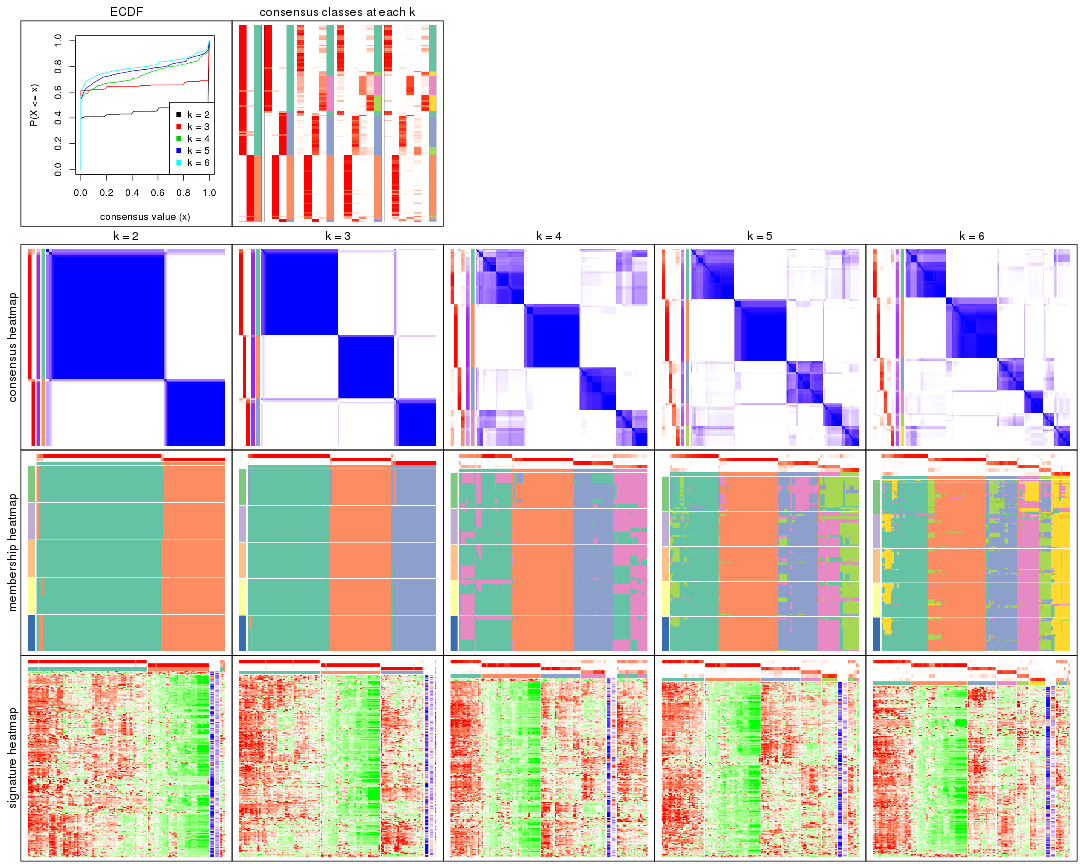 ECDF
consensus classes at each k
P(X <= x)
0.0 0.2 0.4 0.6 0.8 1.0
k = 2
k = 3
k = 4
k = 5
k = 6
0.0 0.2 0.4 0.6 0.8 1.0
consensus value (x)
k = 2
k = 3
k = 4
k = 5
k = 6
consensus heatmap
membership heatmap
signature heatmap